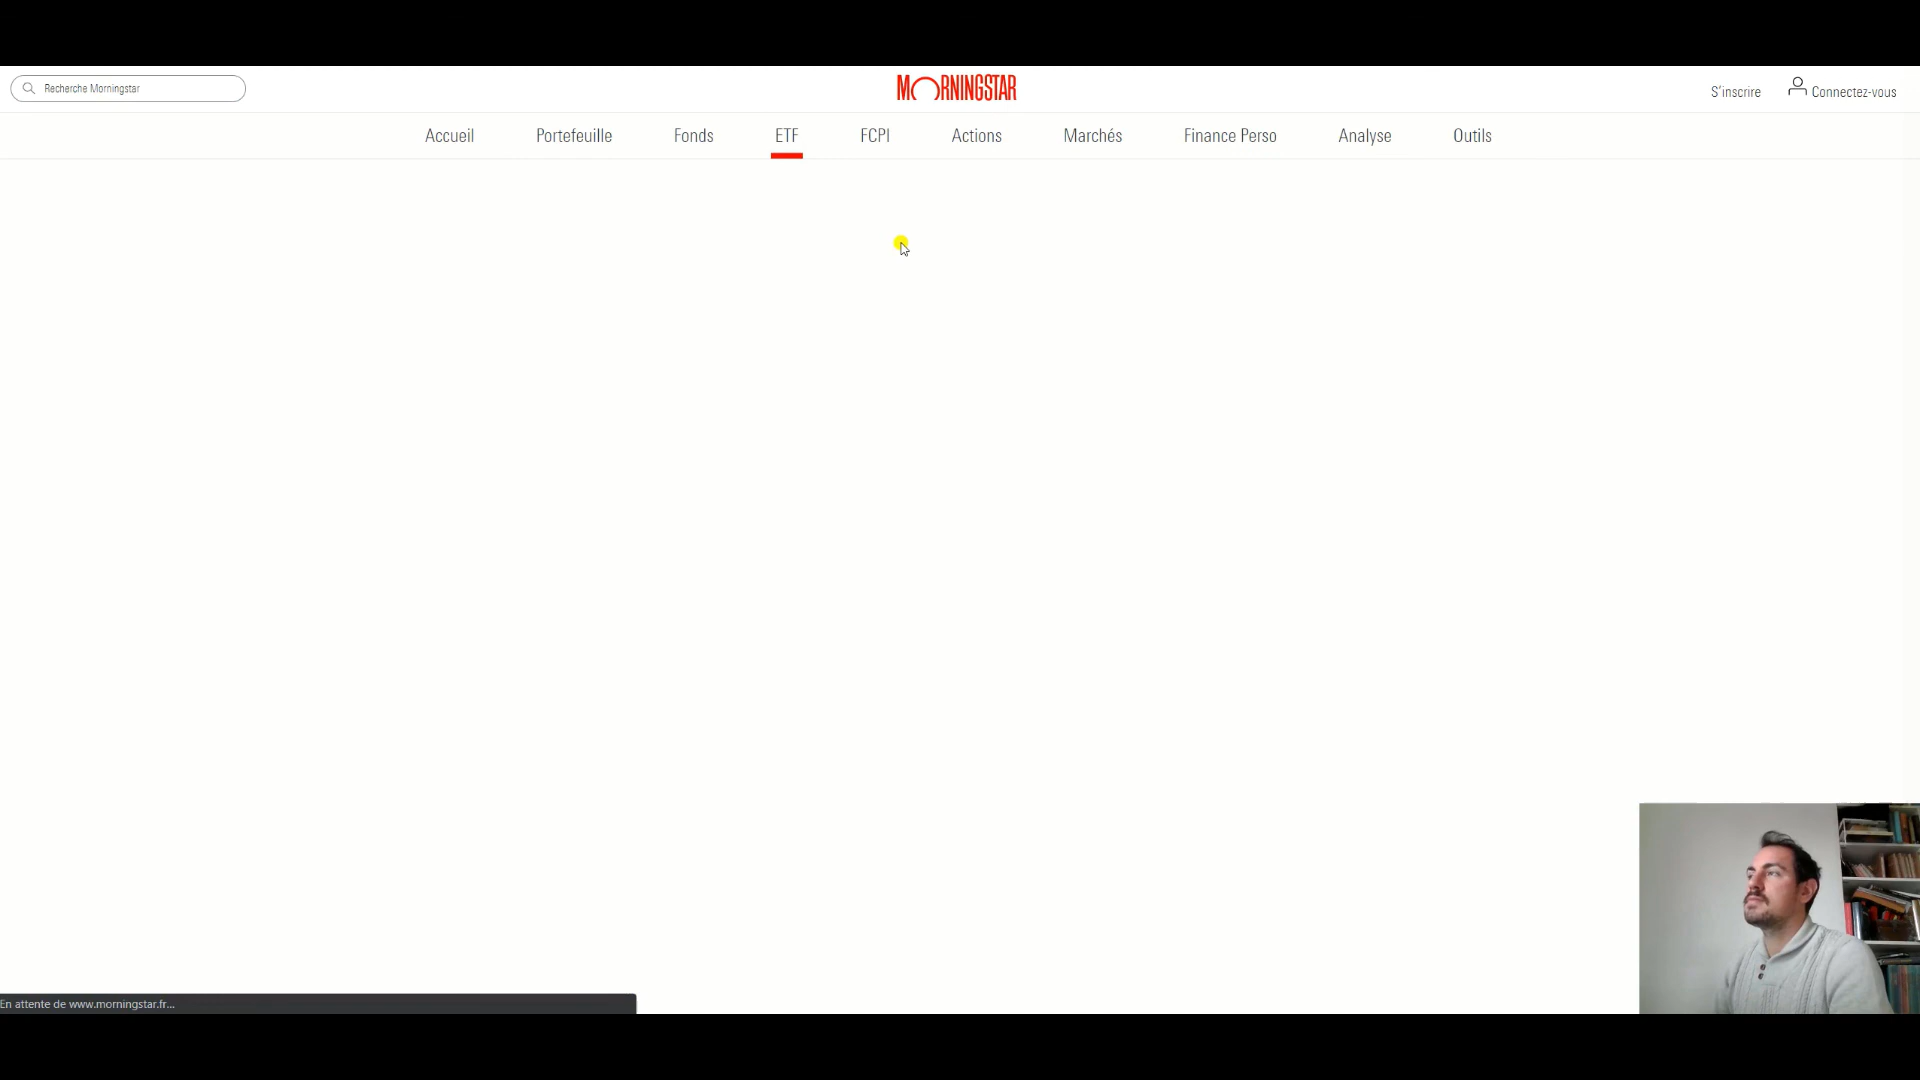 Recherche Morningstar
MORNINGSTAR
S'inscrire
Connectez-vous
Accueil
Portefeuille
Fonds
ETF
FCPI
Actions
Marchés
Finance Perso
Analyse
Outils
En attente de www.morningstar.fr...